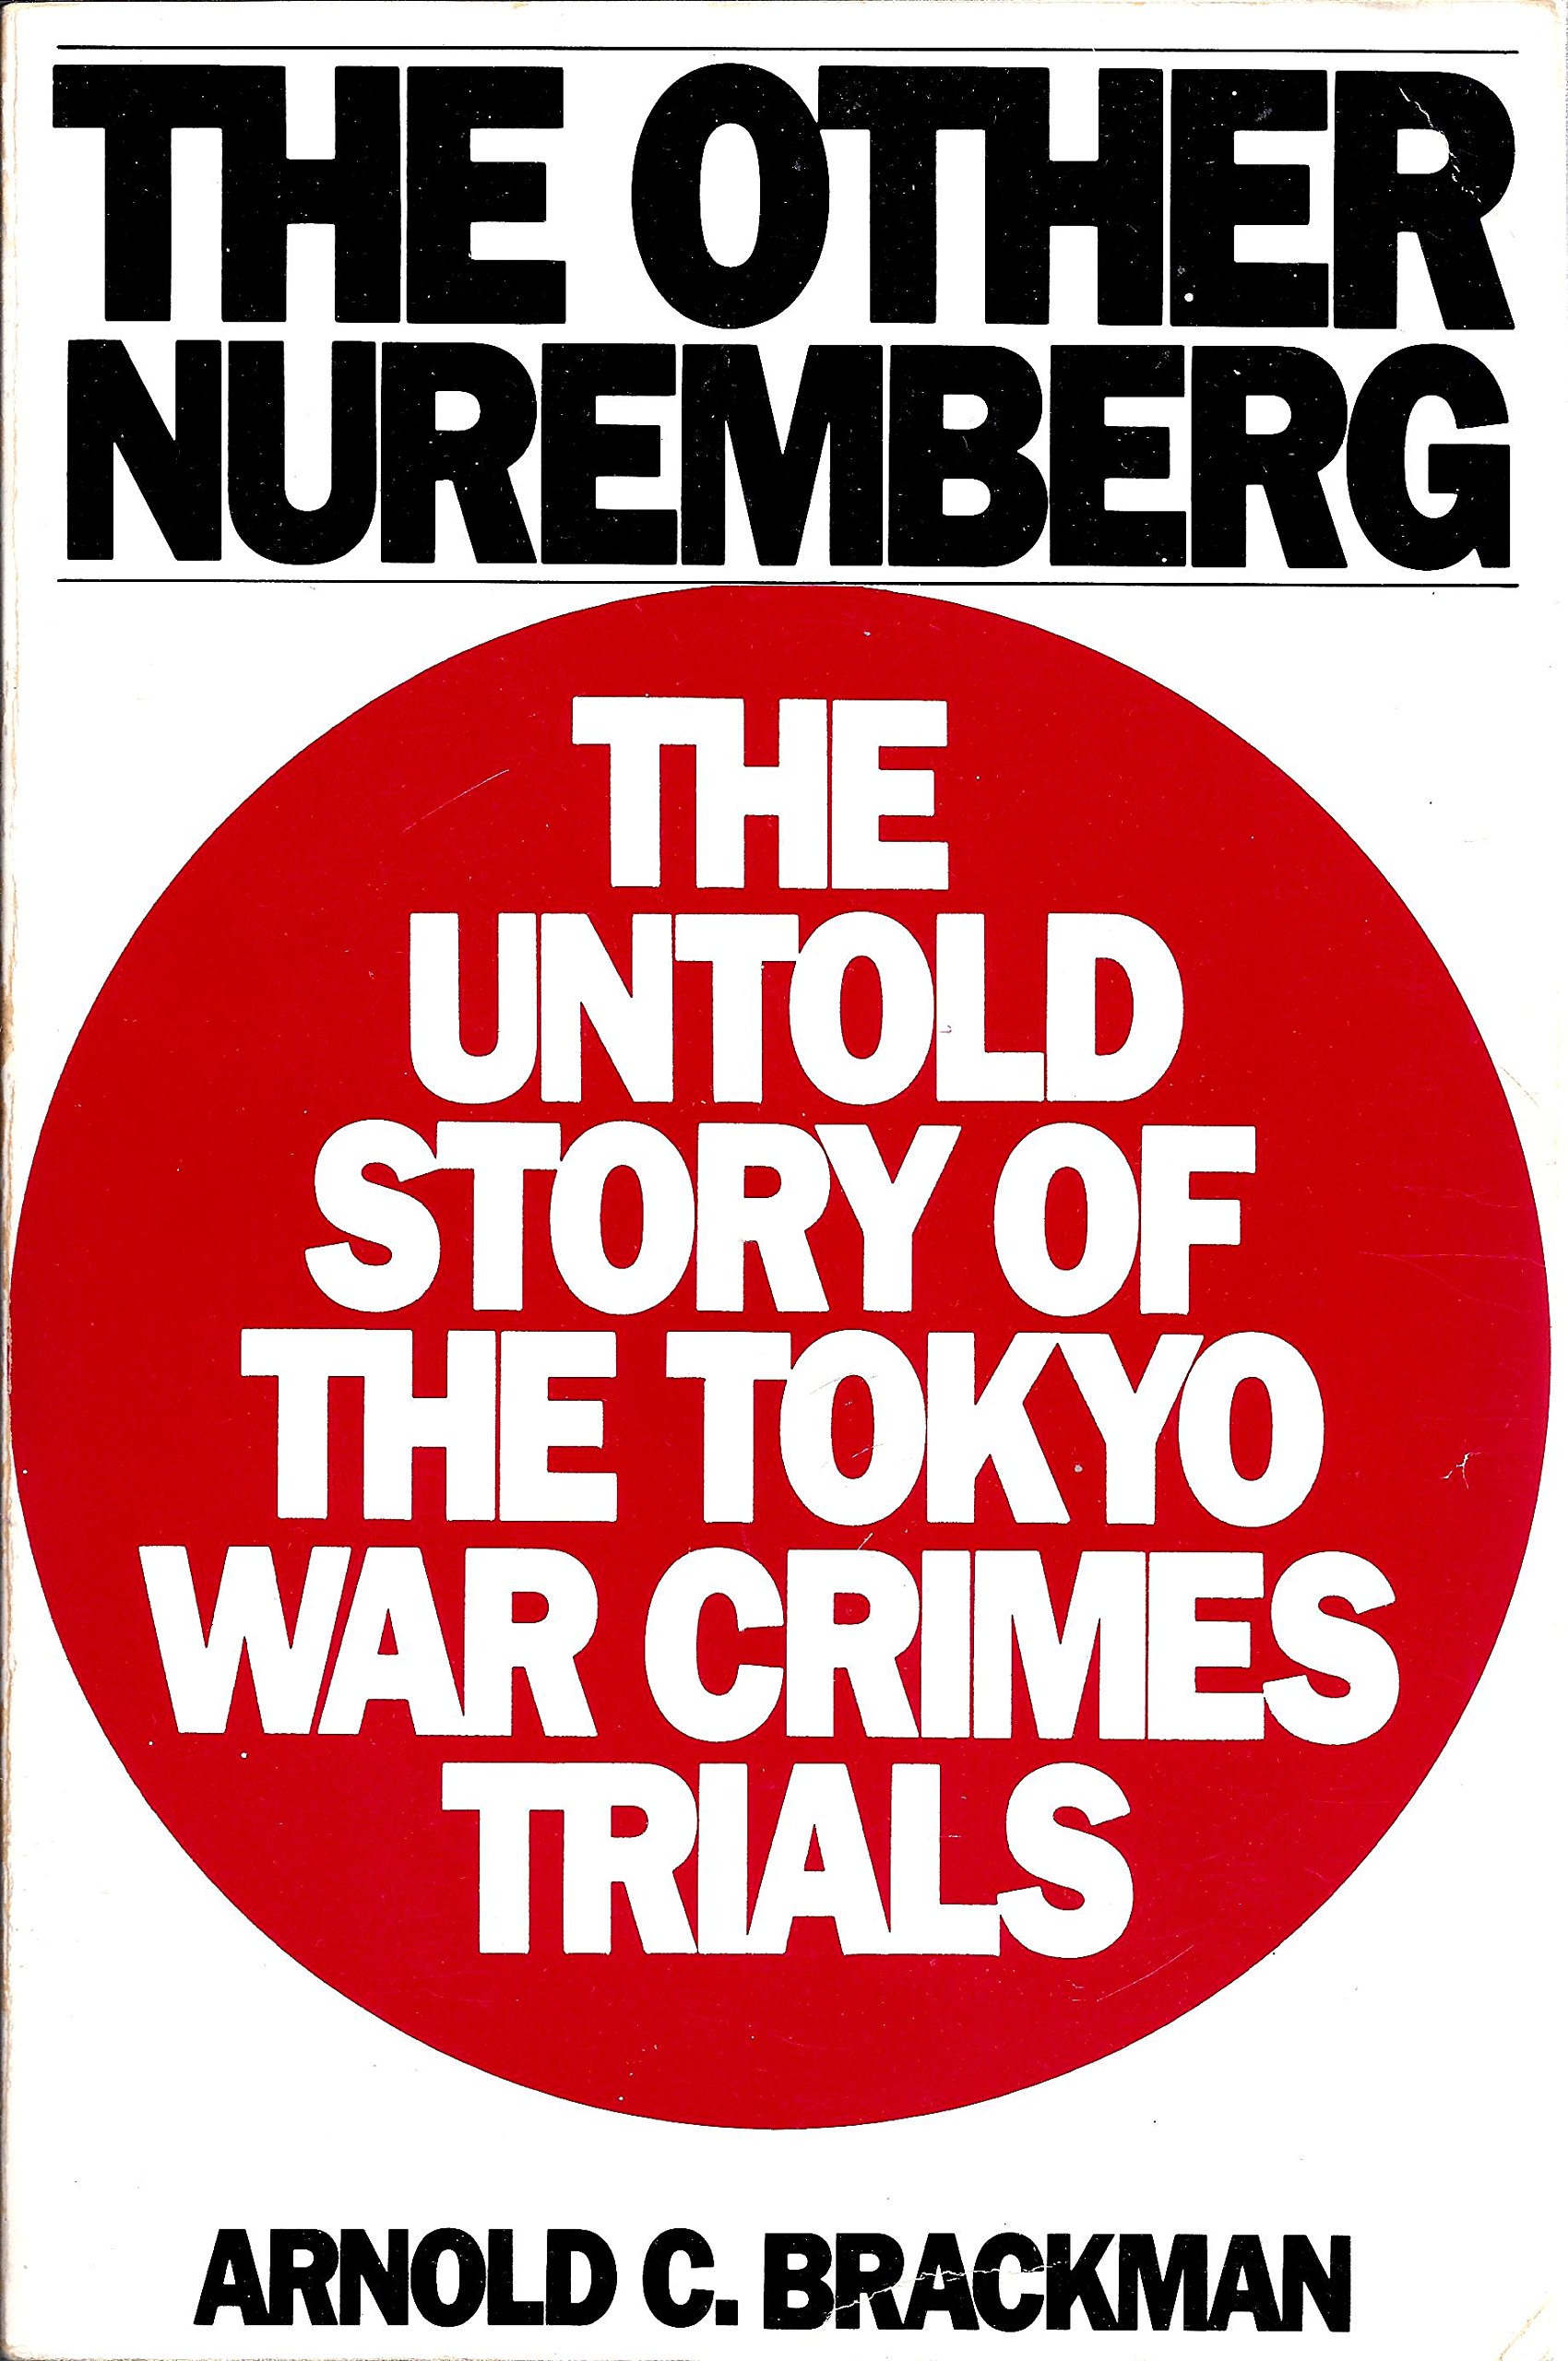 THE OTHER
NUREMBERG
THE
UNTOLD
STORY OF
THE TOKYO
WAR CRIMES
TRIALS
ARNOLD C. BRACKMAN